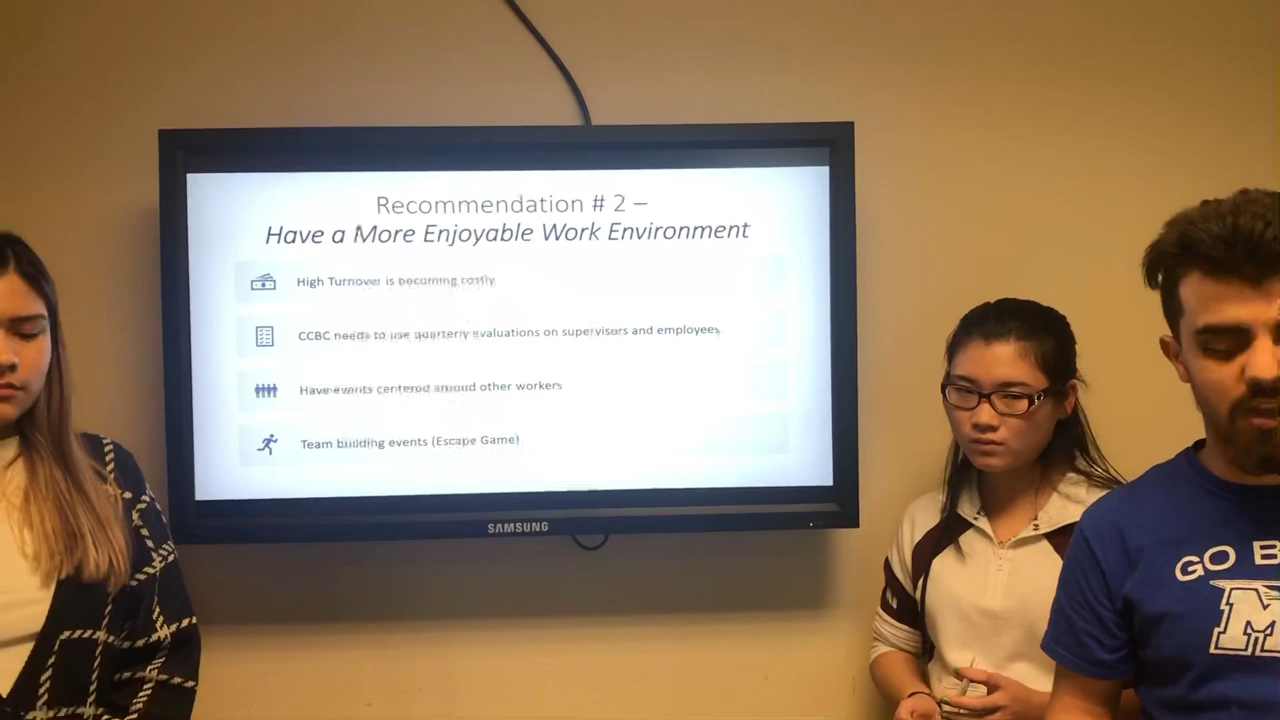 Recommendation # 2 –
Have a More Enjoyable Work Environment
High Turnover is becoming costly
CCBC needs to use quarterly evaluations on supervisors and employees
Have events centered around other workers
Team building events (Escape Game)
SAMSUNG
GO B
M